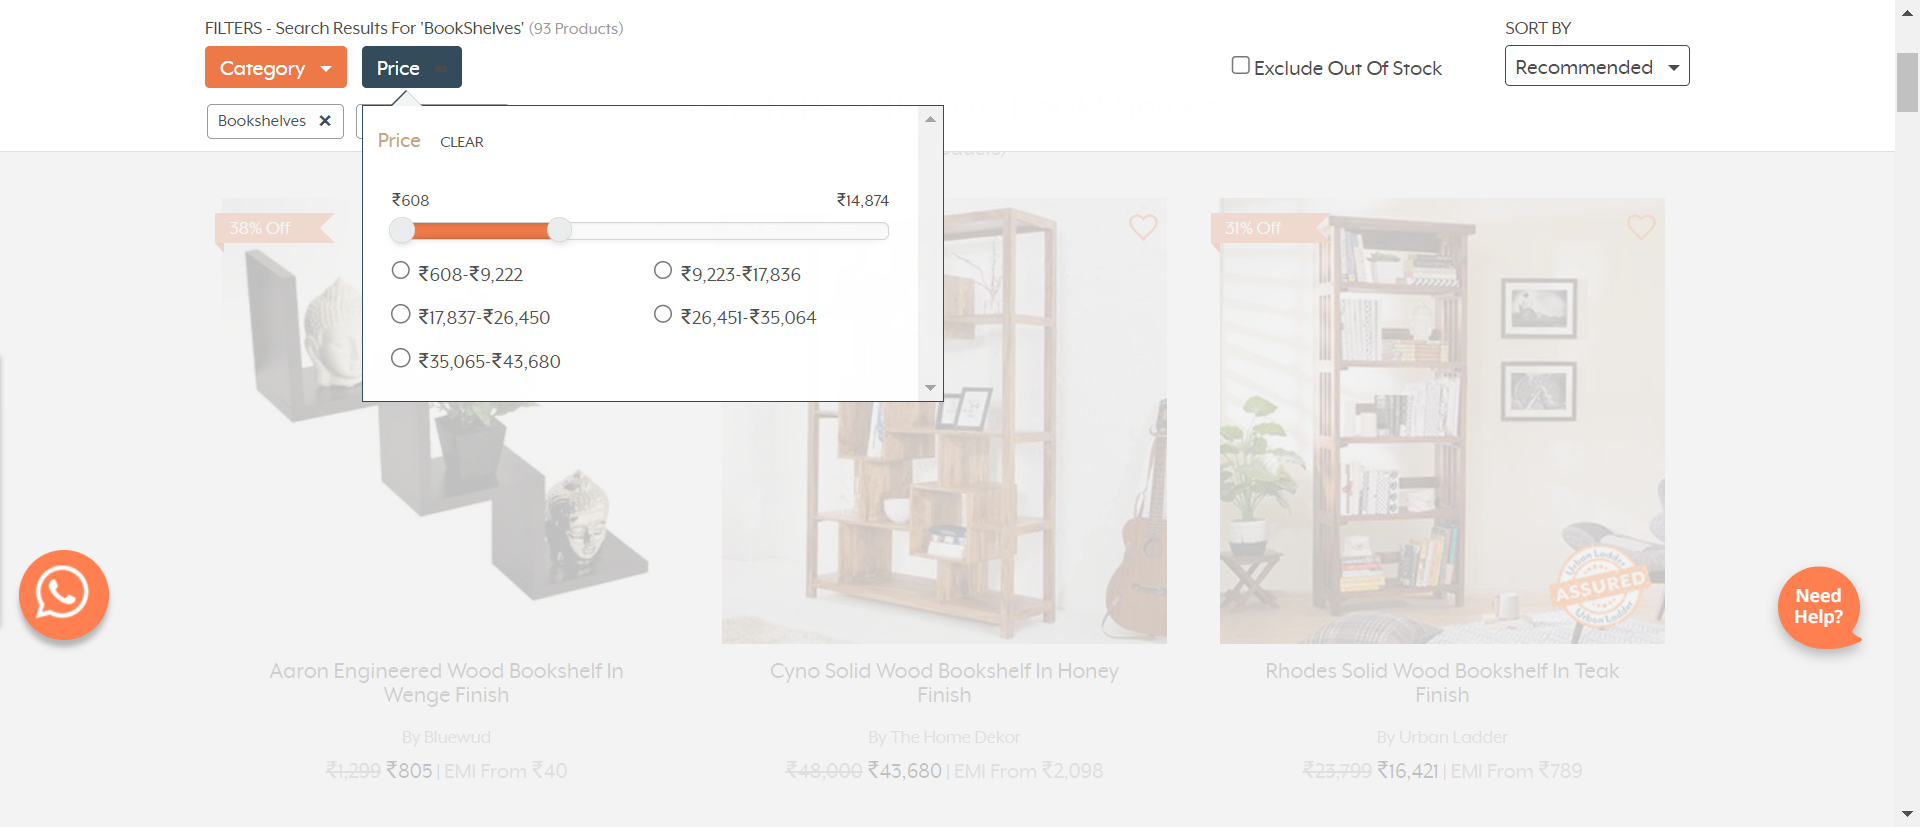 FILTERS - Search Results For 'BookShelves' (93 Products)
SORT BY
Category
Price
Exclude Out Of Stock
Recommended
Bookshelves ✕
Price CLEAR
₹608 ₹14,874
₹608-₹9,222 ₹9,223-₹17,836
₹17,837-₹26,450 ₹26,451-₹35,064
₹35,065-₹43,680
38% Off
31% Off
Urban Ladder
ASSURED
Urban Ladder
Need
Help?
Aaron Engineered Wood Bookshelf In
Wenge Finish
By Bluewud
₹1,299 ₹805 | EMI From ₹40
Cyno Solid Wood Bookshelf In Honey
Finish
By The Home Dekor
₹48,000 ₹43,680 | EMI From ₹2,098
Rhodes Solid Wood Bookshelf In Teak
Finish
By Urban Ladder
₹23,799 ₹16,421 | EMI From ₹789